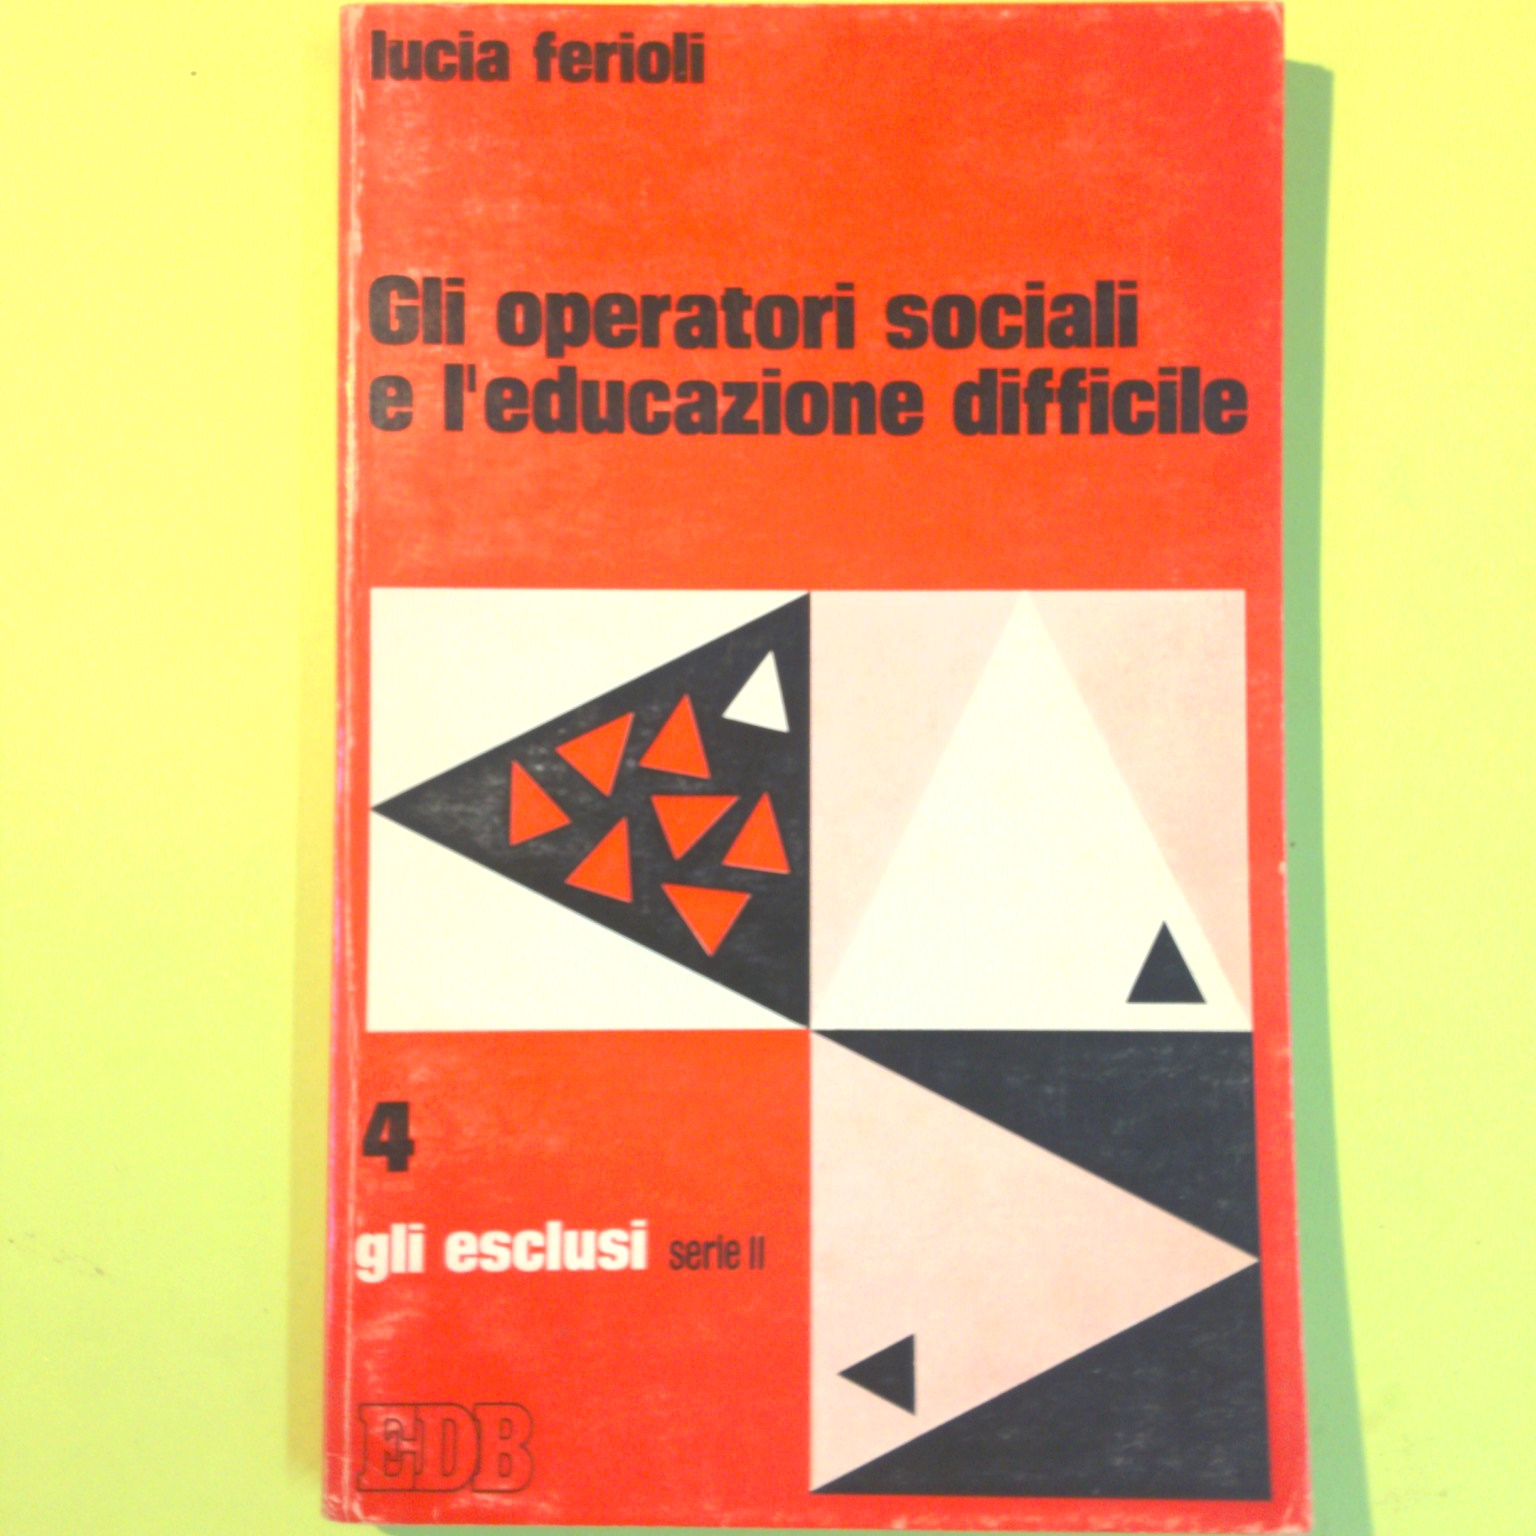 lucia ferioli
Gli operatori sociali
e l'educazione difficile
4
gli esclusi serie II
EDB